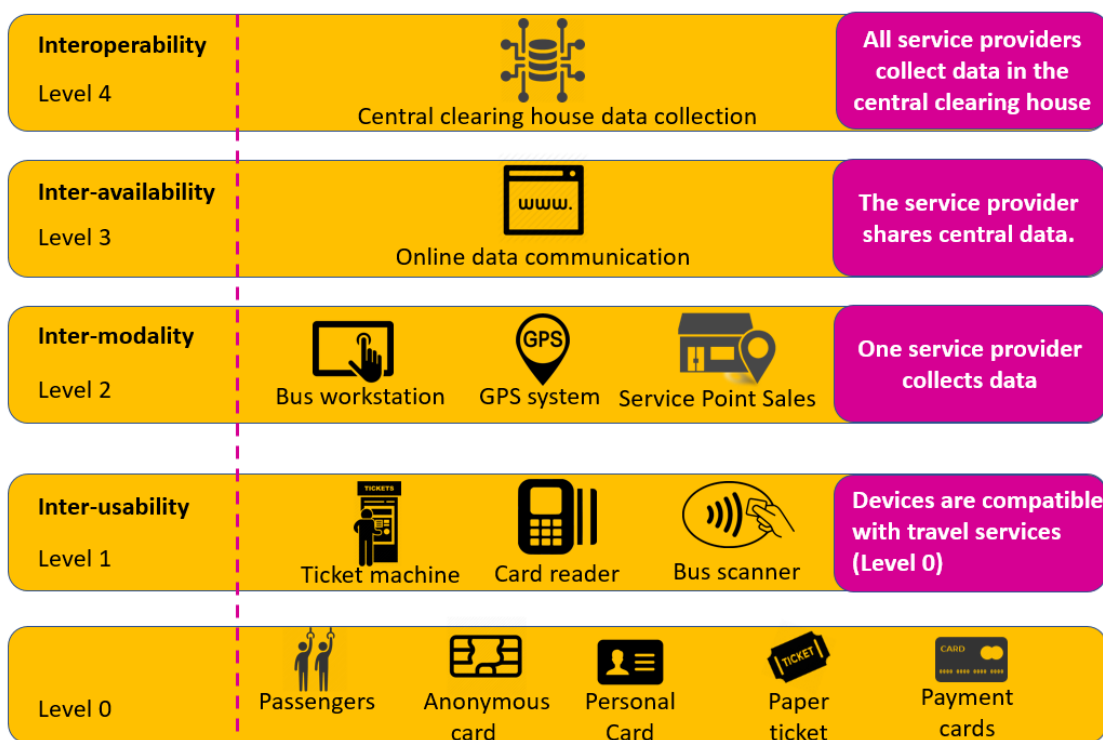 Interoperability
Level 4
Central clearing house data collection
All service providers
collect data in the
central clearing house
Inter-availability
Level 3
www.
Online data communication
The service provider
shares central data.
Inter-modality
Level 2
Bus workstation
GPS
GPS system
Service Point Sales
One service provider
collects data
Inter-usability
Level 1
TICKETS
Ticket machine
Card reader
Bus scanner
Devices are compatible
with travel services
(Level 0)
Level 0
Passengers
Anonymous
card
Personal
Card
TICKET
Paper
ticket
CARD
Payment
cards